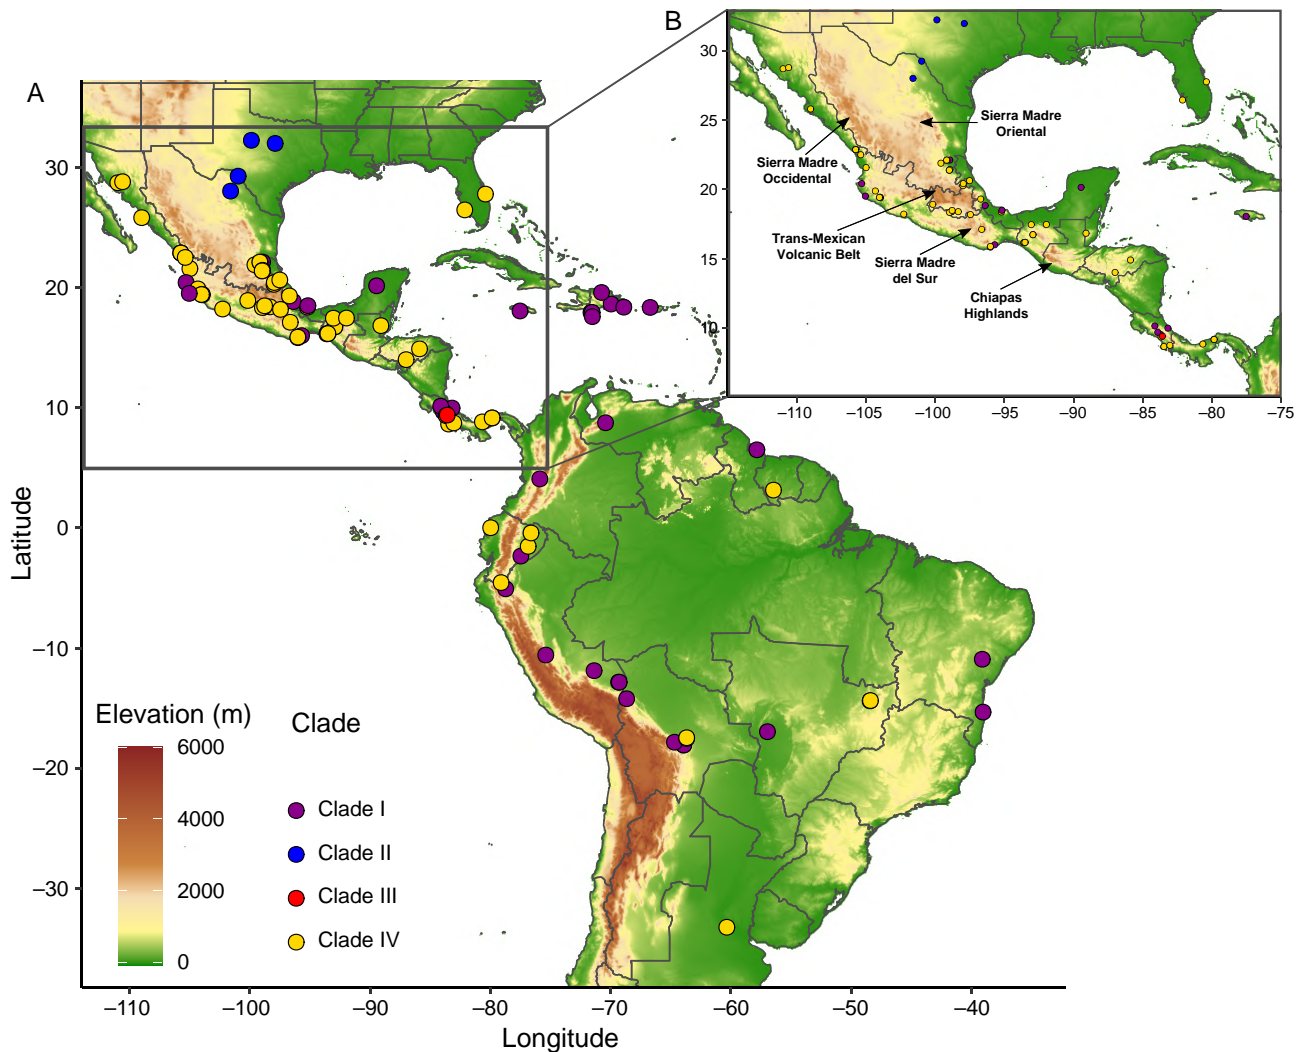 A
B
30
20
10
0
–10
–20
–30
Latitude
–110
–100
–90
–80
–70
–60
–50
–40
Longitude
Elevation (m)
6000
4000
2000
0
Clade
Clade I
Clade II
Clade III
Clade IV
30
25
20
15
10
–110
–105
–100
–95
–90
–85
–80
–75
Sierra Madre
Oriental
Sierra Madre
Occidental
Trans-Mexican
Volcanic Belt
Sierra Madre
del Sur
Chiapas
Highlands